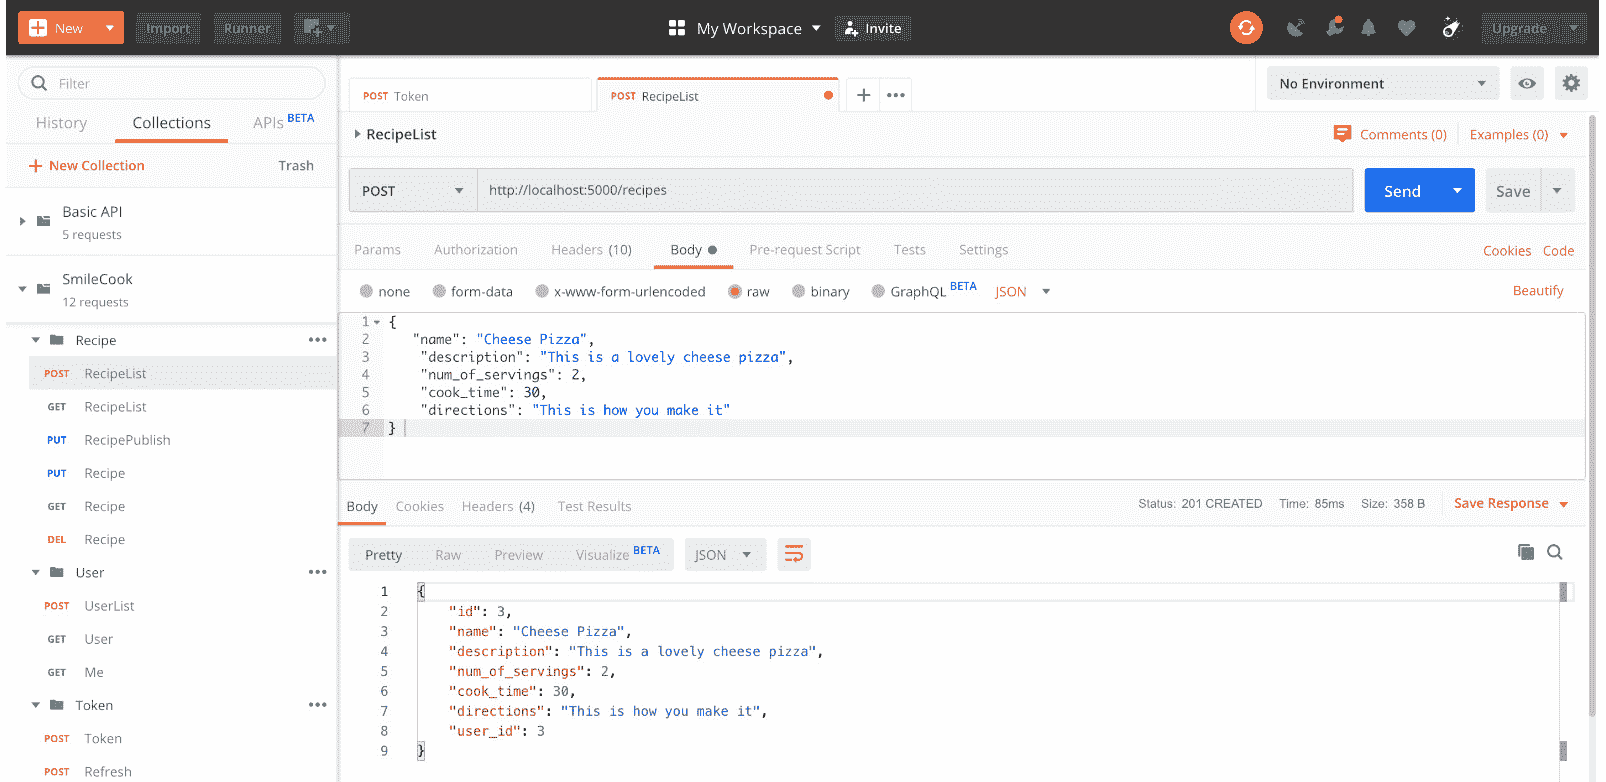 New Import Runner My Workspace Invite Upgrade
Filter
History Collections APIs BETA
New Collection Trash
Basic API
5 requests
SmileCook
12 requests
Recipe
POST RecipeList
GET RecipeList
PUT RecipePublish
PUT Recipe
GET Recipe
DEL Recipe
User
POST UserList
GET User
GET Me
Token
POST Token
POST Refresh
POST Token POST RecipeList
No Environment
RecipeList Comments (0) Examples (0)
POST http://localhost:5000/recipes Send Save
Params Authorization Headers (10) Body Pre-request Script Tests Settings Cookies Code
none form-data x-www-form-urlencoded raw binary GraphQL BETA JSON Beautify
1 {
2 "name": "Cheese Pizza",
3 "description": "This is a lovely cheese pizza",
4 "num_of_servings": 2,
5 "cook_time": 30,
6 "directions": "This is how you make it"
7 }
Body Cookies Headers (4) Test Results Status: 201 CREATED Time: 85ms Size: 358 B Save Response
Pretty Raw Preview Visualize BETA JSON
1 {
2 "id": 3,
3 "name": "Cheese Pizza",
4 "description": "This is a lovely cheese pizza",
5 "num_of_servings": 2,
6 "cook_time": 30,
7 "directions": "This is how you make it",
8 "user_id": 3
9 }